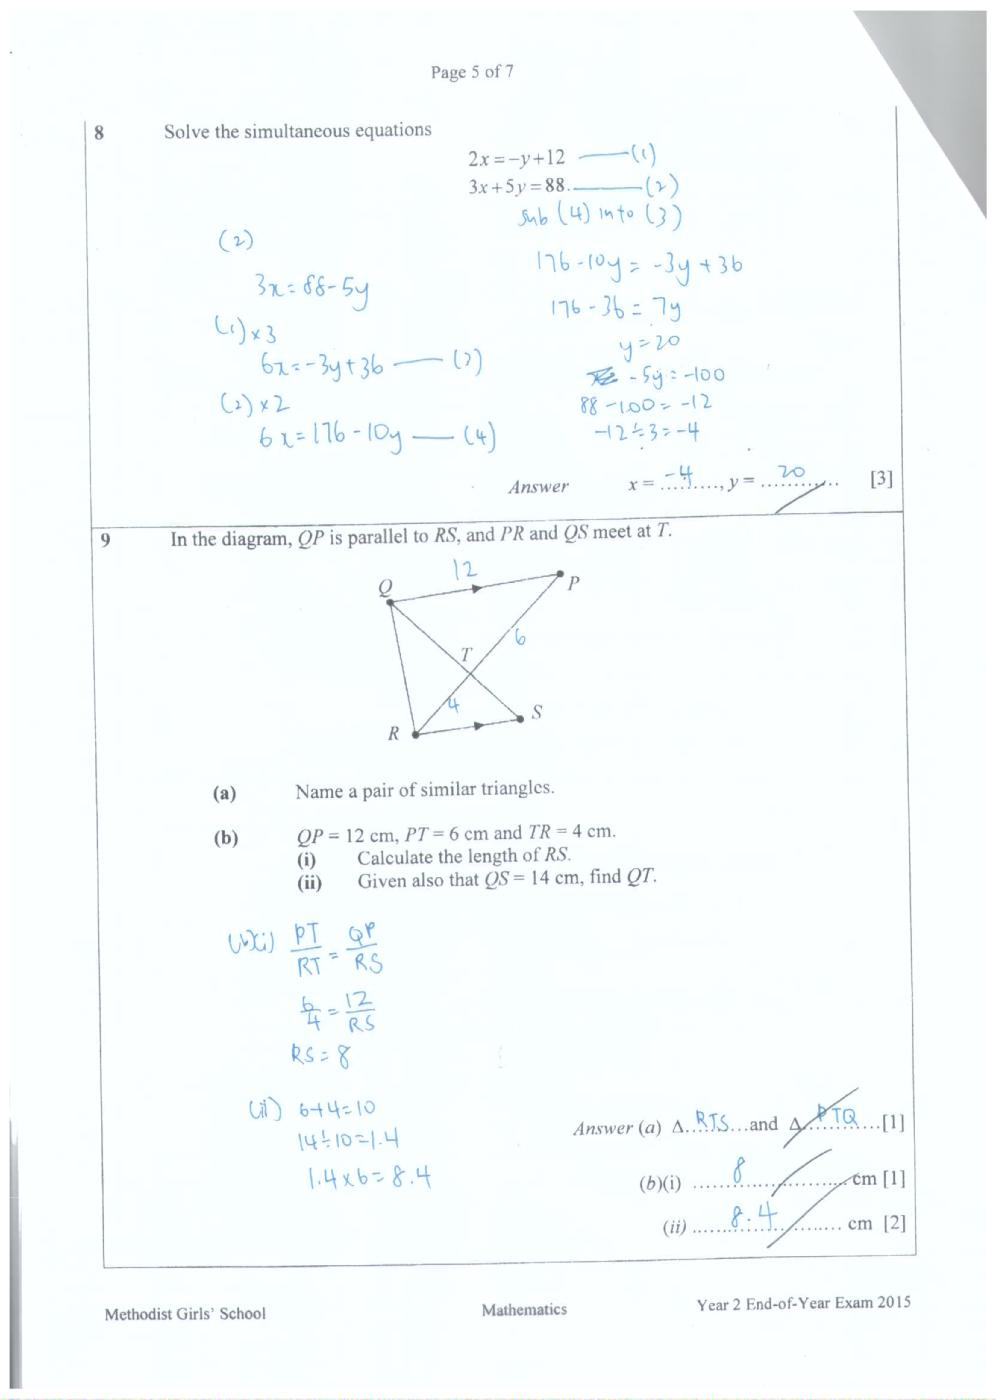 Page 5 of 7
8 Solve the simultaneous equations
2x = -y+12 (1)
3x+5y = 88. (2)
sub (4) into (3)
(2)
176-10y = -3y + 36
3x = 88-5y
176 - 36 = 7y
(1) x 3
y = 20
6x = -3y + 36 (3)
-5y = -100
(2) x 2
88 -100 = -12
6x = 176 - 10y (4)
-12 ÷ 3 = -4
Answer x = -4, y = 20 [3]
9 In the diagram, QP is parallel to RS, and PR and QS meet at T.
12
Q
P
6
T
4
S
R
(a) Name a pair of similar triangles.
(b) QP = 12 cm, PT = 6 cm and TR = 4 cm.
(i) Calculate the length of RS.
(ii) Given also that QS = 14 cm, find QT.
(b)(i) PT/RT = QP/RS
6/4 = 12/RS
RS = 8
(ii) 6+4=10
14÷10=1.4
1.4x6=8.4
Answer (a) Δ RTS and Δ PTQ [1]
(b)(i) 8 cm [1]
(ii) 8.4 cm [2]
Methodist Girls' School Mathematics Year 2 End-of-Year Exam 2015